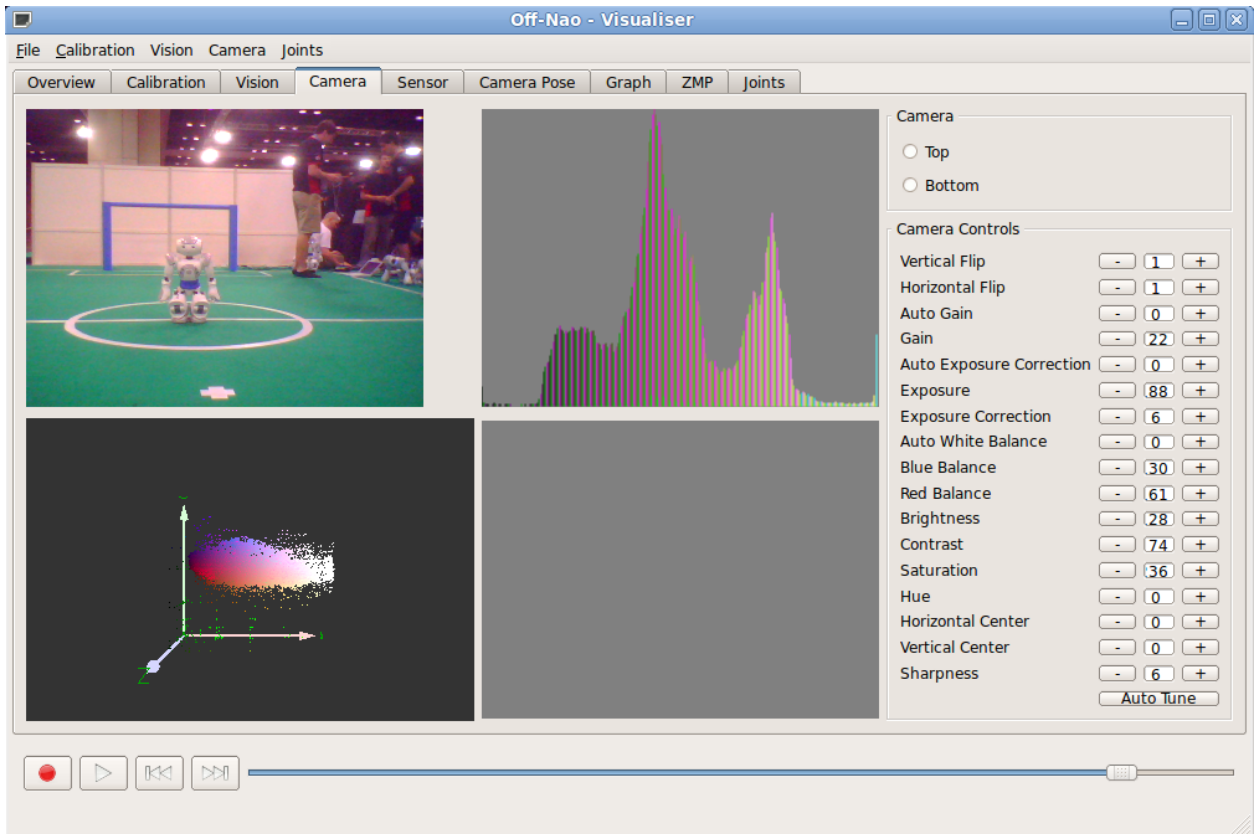 Off-Nao - Visualiser
File Calibration Vision Camera Joints
Overview Calibration Vision Camera Sensor Camera Pose Graph ZMP Joints
Camera
Top
Bottom
Camera Controls
Vertical Flip - 1 +
Horizontal Flip - 1 +
Auto Gain - 0 +
Gain - 22 +
Auto Exposure Correction - 0 +
Exposure - 88 +
Exposure Correction - 6 +
Auto White Balance - 0 +
Blue Balance - 30 +
Red Balance - 61 +
Brightness - 28 +
Contrast - 74 +
Saturation - 36 +
Hue - 0 +
Horizontal Center - 0 +
Vertical Center - 0 +
Sharpness - 6 +
Auto Tune
Z